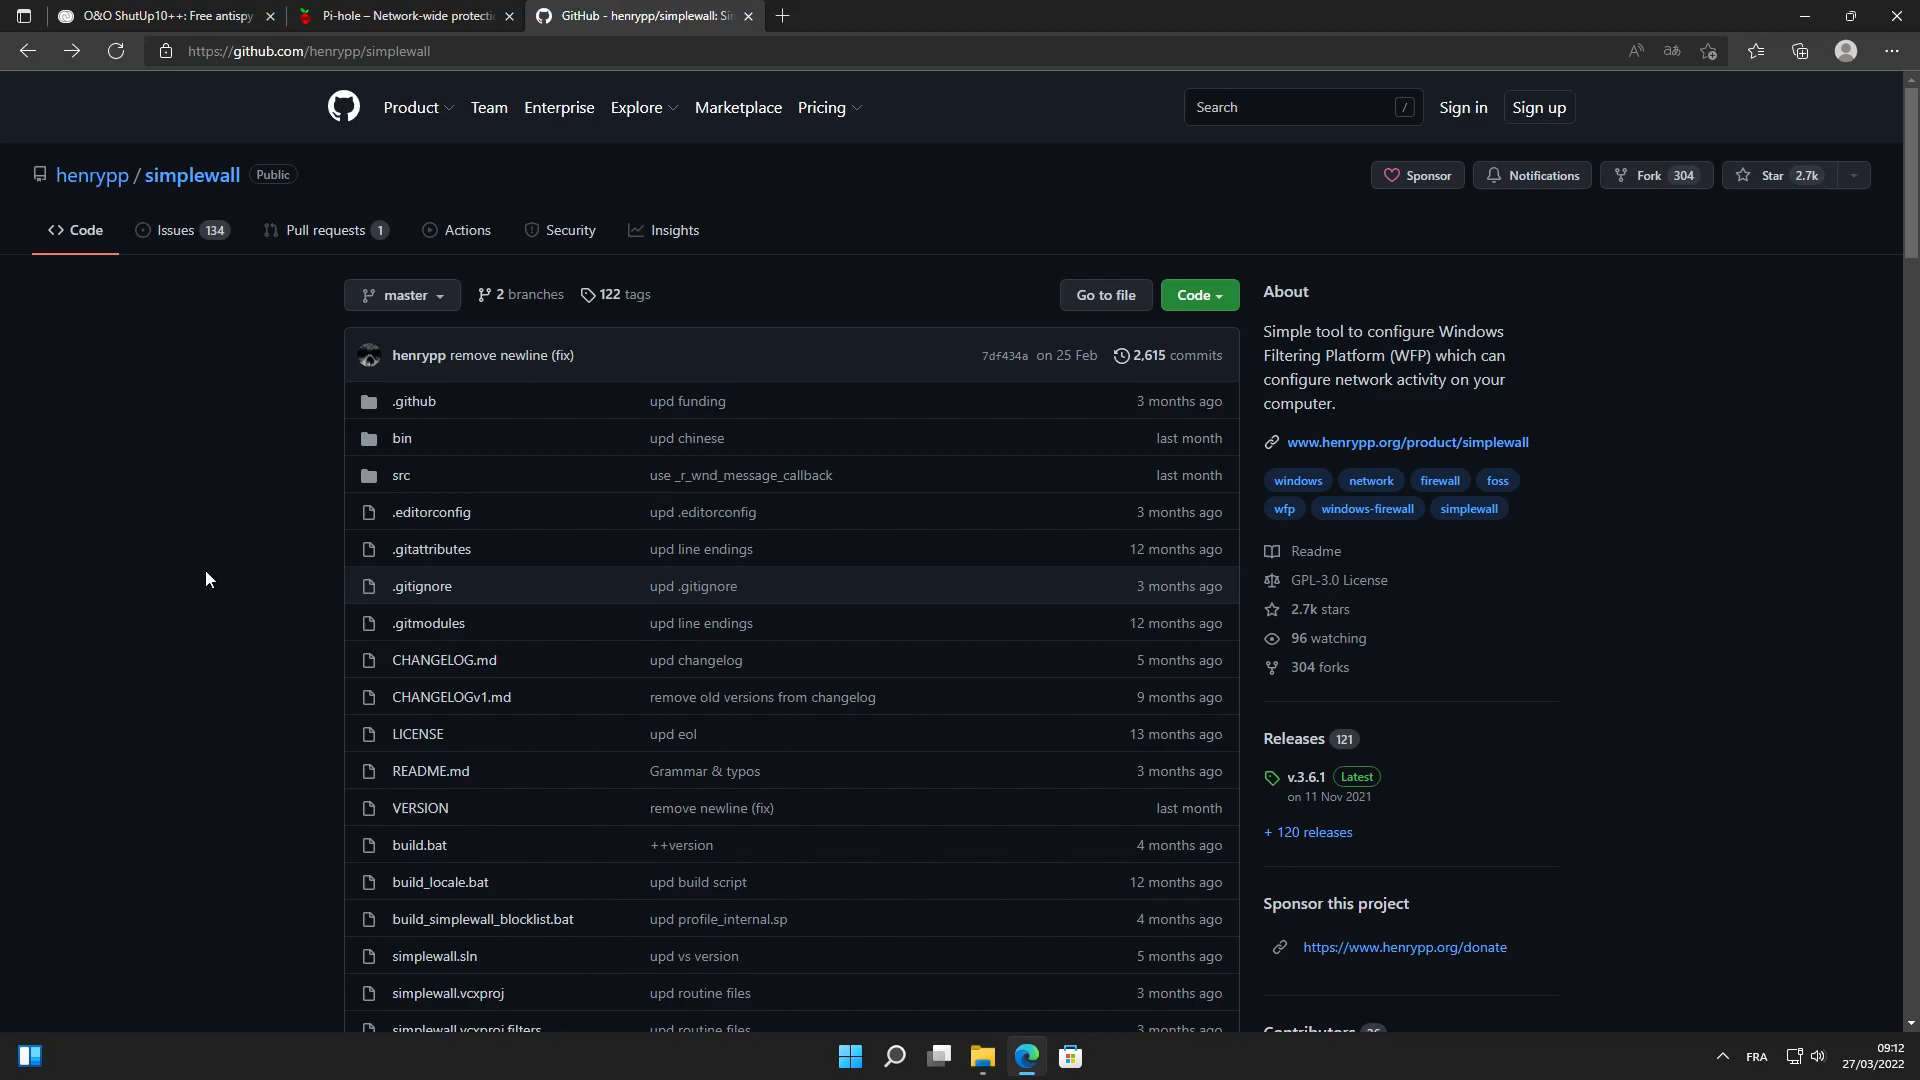 O&O ShutUp10++: Free antispy
Pi-hole – Network-wide protecti
GitHub - henrypp/simplewall: Si
https://github.com/henrypp/simplewall
Product Team Enterprise Explore Marketplace Pricing
Search /
Sign in
Sign up
henrypp / simplewall Public
Sponsor
Notifications
Fork 304
Star 2.7k
Code
Issues 134
Pull requests 1
Actions
Security
Insights
master
2 branches
122 tags
Go to file
Code
henrypp remove newline (fix) 7df434a on 25 Feb 2,615 commits
.github upd funding 3 months ago
bin upd chinese last month
src use _r_wnd_message_callback last month
.editorconfig upd .editorconfig 3 months ago
.gitattributes upd line endings 12 months ago
.gitignore upd .gitignore 3 months ago
.gitmodules upd line endings 12 months ago
CHANGELOG.md upd changelog 5 months ago
CHANGELOGv1.md remove old versions from changelog 9 months ago
LICENSE upd eol 13 months ago
README.md Grammar & typos 3 months ago
VERSION remove newline (fix) last month
build.bat ++version 4 months ago
build_locale.bat upd build script 12 months ago
build_simplewall_blocklist.bat upd profile_internal.sp 4 months ago
simplewall.sln upd vs version 5 months ago
simplewall.vcxproj upd routine files 3 months ago
simplewall.vcxproj.filters upd routine files 3 months ago
About
Simple tool to configure Windows
Filtering Platform (WFP) which can
configure network activity on your
computer.
www.henrypp.org/product/simplewall
windows network firewall foss
wfp windows-firewall simplewall
Readme
GPL-3.0 License
2.7k stars
96 watching
304 forks
Releases 121
v.3.6.1 Latest
on 11 Nov 2021
+ 120 releases
Sponsor this project
https://www.henrypp.org/donate
Contributors
FRA
09:12
27/03/2022